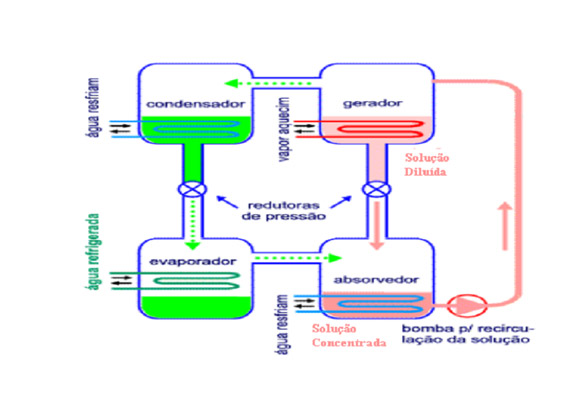 condensador
gerador
água resfriam
vapor aquecim
Solução
Diluída
redutoras
de pressão
água refrigerada
evaporador
absorvedor
água resfriam
Solução
Concentrada
bomba p/ recircu-
lação da solução